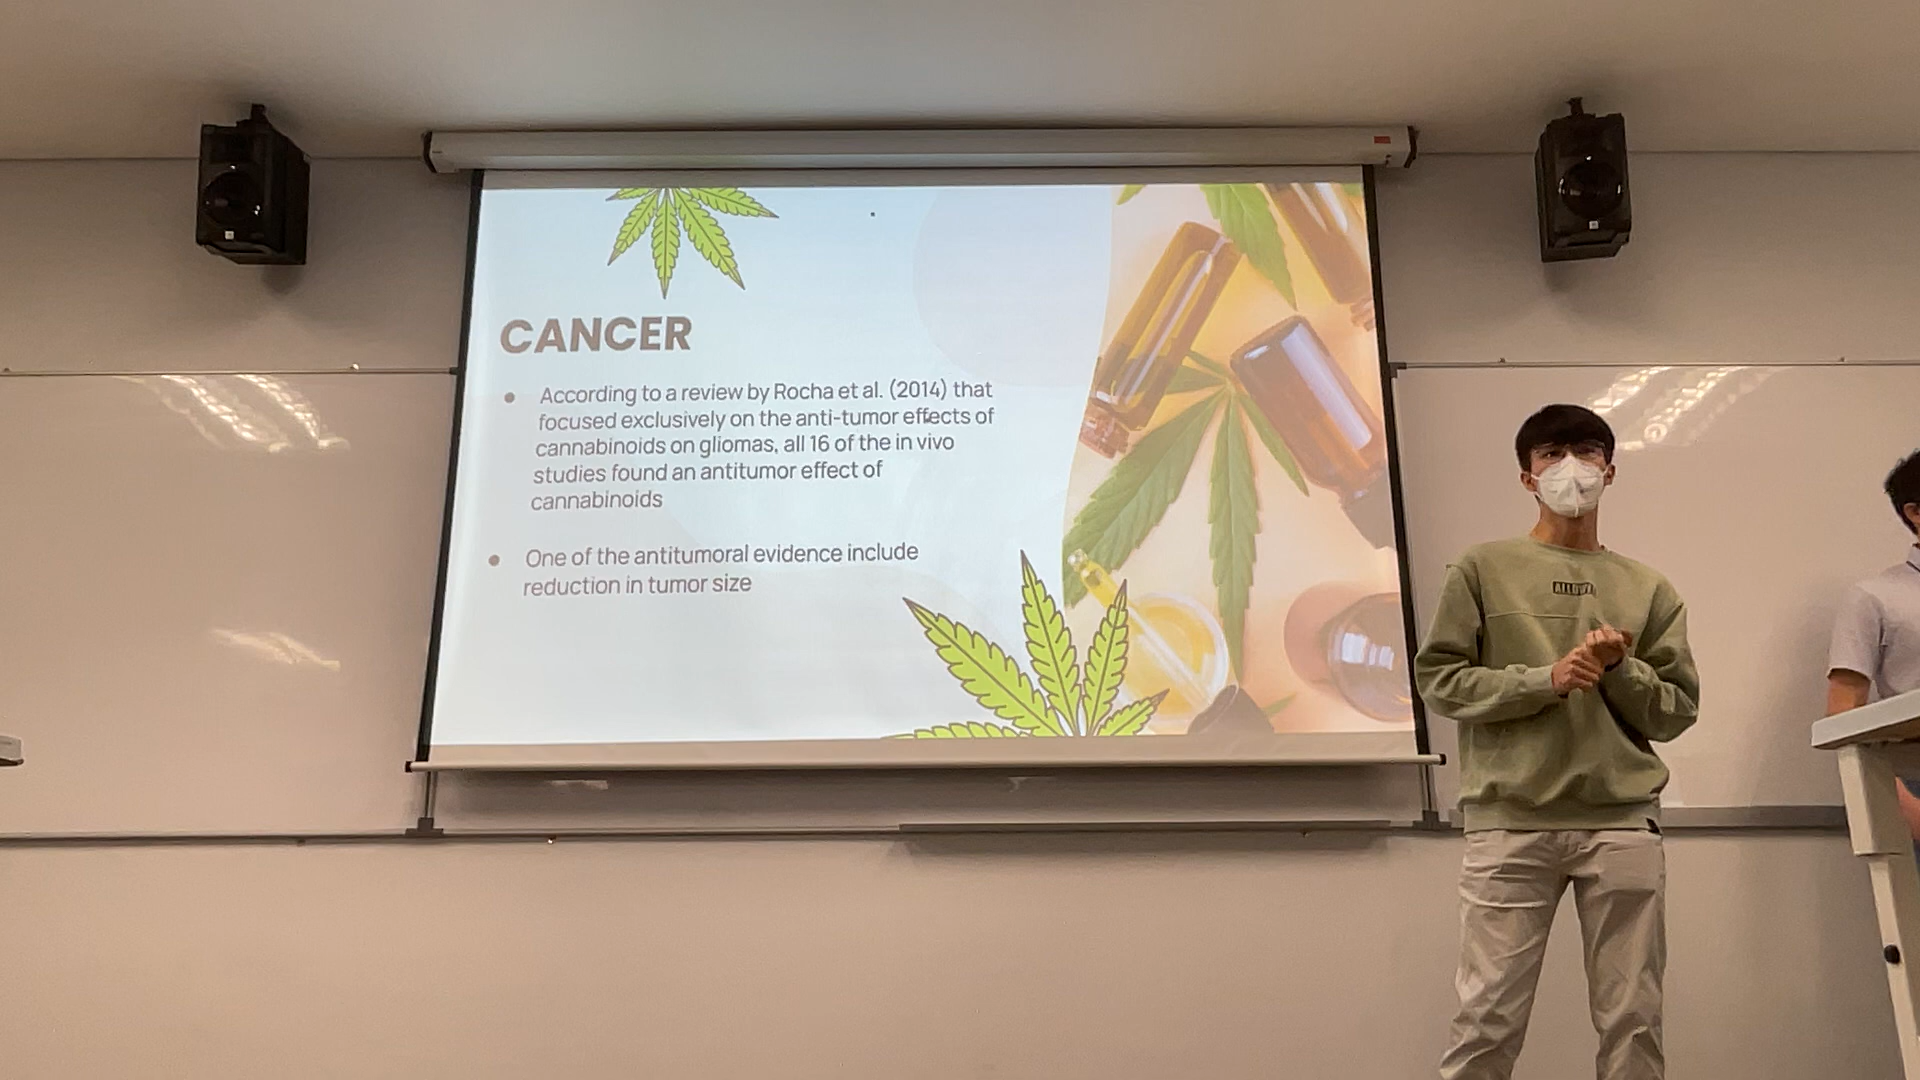 CANCER
● According to a review by Rocha et al. (2014) that
focused exclusively on the anti-tumor effects of
cannabinoids on gliomas, all 16 of the in vivo
studies found an antitumor effect of
cannabinoids
● One of the antitumoral evidence include
reduction in tumor size